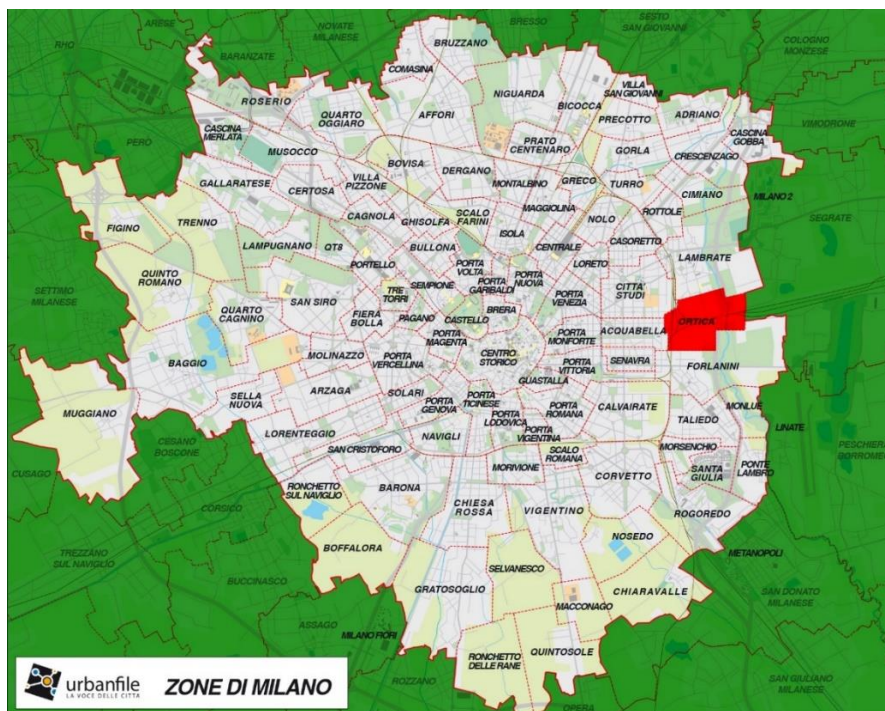 ARESE
NOVATE
MILANESE
BRESSO
SESTO
SAN GIOVANNI
RHO
BARANZATE
COLOGNO
MONZESE
BRUZZANO
COMASINA
NIGUARDA
BICOCCA
VILLA
SAN GIOVANNI
PRECOTTO
ADRIANO
ROSERIO
QUARTO
OGGIARO
AFFORI
CASCINA
MERLATA
PERO
MUSOCCO
BOVISA
PRATO
CENTENARO
GORLA
CRESCENZAGO
CASCINA
GOBBA
VIMODRONE
GALLARATESE
CERTOSA
VILLA
PIZZONE
DERGANO
MONTALBINO
GRECO
TURRO
CIMIANO
MILANO 2
FIGINO
TRENNO
CAGNOLA
GHISOLFA
SCALO
FARINI
MAGGIOLINA
NOLO
ROTTOLE
SEGRATE
LAMPUGNANO
QT8
BULLONA
ISOLA
CENTRALE
CASORETTO
LAMBRATE
PORTELLO
PORTA
VOLTA
PORTA
NUOVA
LORETO
SETTIMO
MILANESE
QUINTO
ROMANO
SAN SIRO
TRE
TORRI
SEMPIONE
PORTA
GARIBALDI
PORTA
VENEZIA
CITTA'
STUDI
QUARTO
CAGNINO
FIERA
BOLLA
PAGANO
CASTELLO
BRERA
ORTICA
PORTA
MAGENTA
PORTA
MONFORTE
ACQUABELLA
BAGGIO
MOLINAZZO
PORTA
VERCELLINA
CENTRO
STORICO
PORTA
VITTORIA
SENAVRA
FORLANINI
GUASTALLA
MUGGIANO
SELLA
NUOVA
ARZAGA
SOLARI
PORTA
GENOVA
PORTA
TICINESE
PORTA
LODOVICA
PORTA
ROMANA
CALVAIRATE
TALIEDO
MONLUE
LINATE
LORENTEGGIO
NAVIGLI
PORTA
VIGENTINA
CESANO
BOSCONE
SAN CRISTOFORO
MORIVIONE
SCALO
ROMANA
MORSENCHIO
PESCHIERA
BORROMEO
CUSAGO
RONCHETTO
SUL NAVIGLIO
BARONA
CORVETTO
SANTA
GIULIA
PONTE
LAMBRO
CORSICO
CHIESA
ROSSA
VIGENTINO
ROGOREDO
TREZZANO
SUL NAVIGLIO
BOFFALORA
NOSEDO
METANOPOLI
BUCCINASCO
SELVANESCO
GRATOSOGLIO
CHIARAVALLE
SAN DONATO
MILANESE
ASSAGO
MACCONAGO
MILANO FIORI
RONCHETTO
DELLE RANE
QUINTOSOLE
ROZZANO
OPERA
SAN GIULIANO
MILANESE
urbanfile
LA VOCE DELLE CITTA'
ZONE DI MILANO